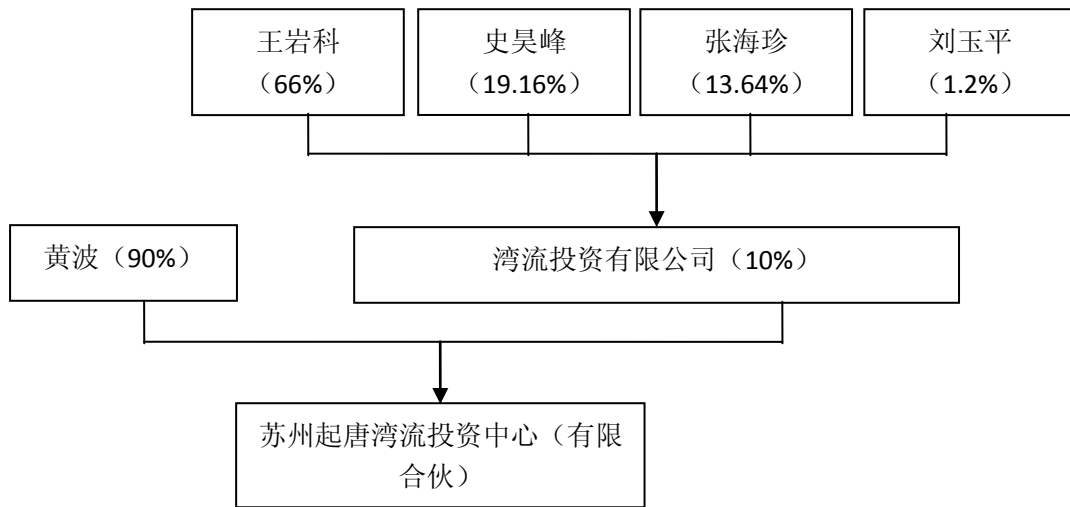 王岩科
（66%）
史昊峰
（19.16%）
张海珍
（13.64%）
刘玉平
（1.2%）
黄波（90%）
湾流投资有限公司（10%）
苏州起唐湾流投资中心（有限
合伙）